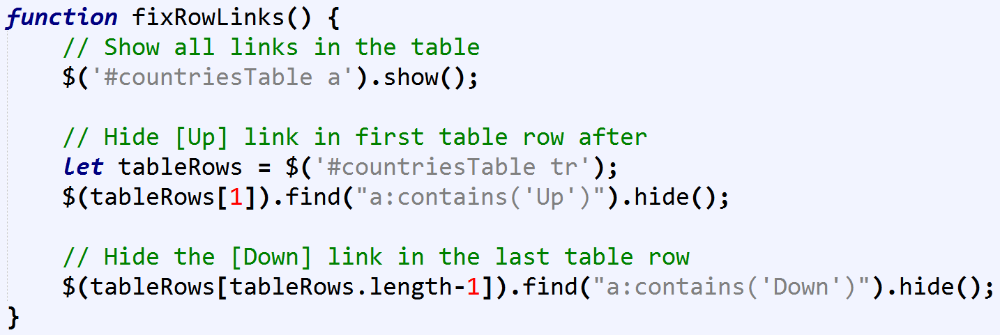 function fixRowLinks() {
    // Show all links in the table
    $('#countriesTable a').show();

    // Hide [Up] link in first table row after
    let tableRows = $('#countriesTable tr');
    $(tableRows[1]).find("a:contains('Up')").hide();

    // Hide the [Down] link in the last table row
    $(tableRows[tableRows.length-1]).find("a:contains('Down')").hide();
}